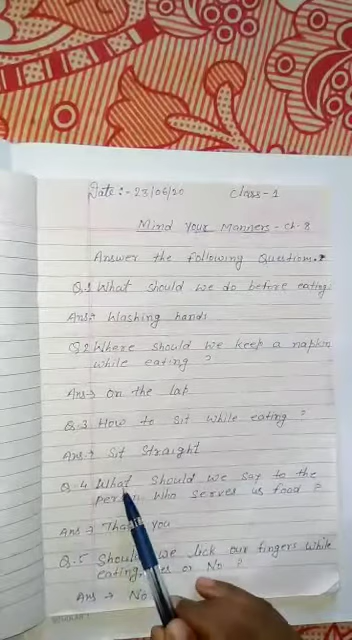 Date:- 23/06/20 Class-1
Mind your Manners - Ch. 8
Answer the following Questions.
Q.1 What should we do before eating
Ans:- Washing hands
Q.2 Where should we keep a napkin
while eating ?
Ans:-> on the lap
Q.3 How to sit while eating ?
Ans:-> Sit Straight
Q.4 What should we say to the
person who serves us food ?
Ans -> Thank you
Q.5 Should we lick our fingers while
eating, yes or No ?
Ans -> No